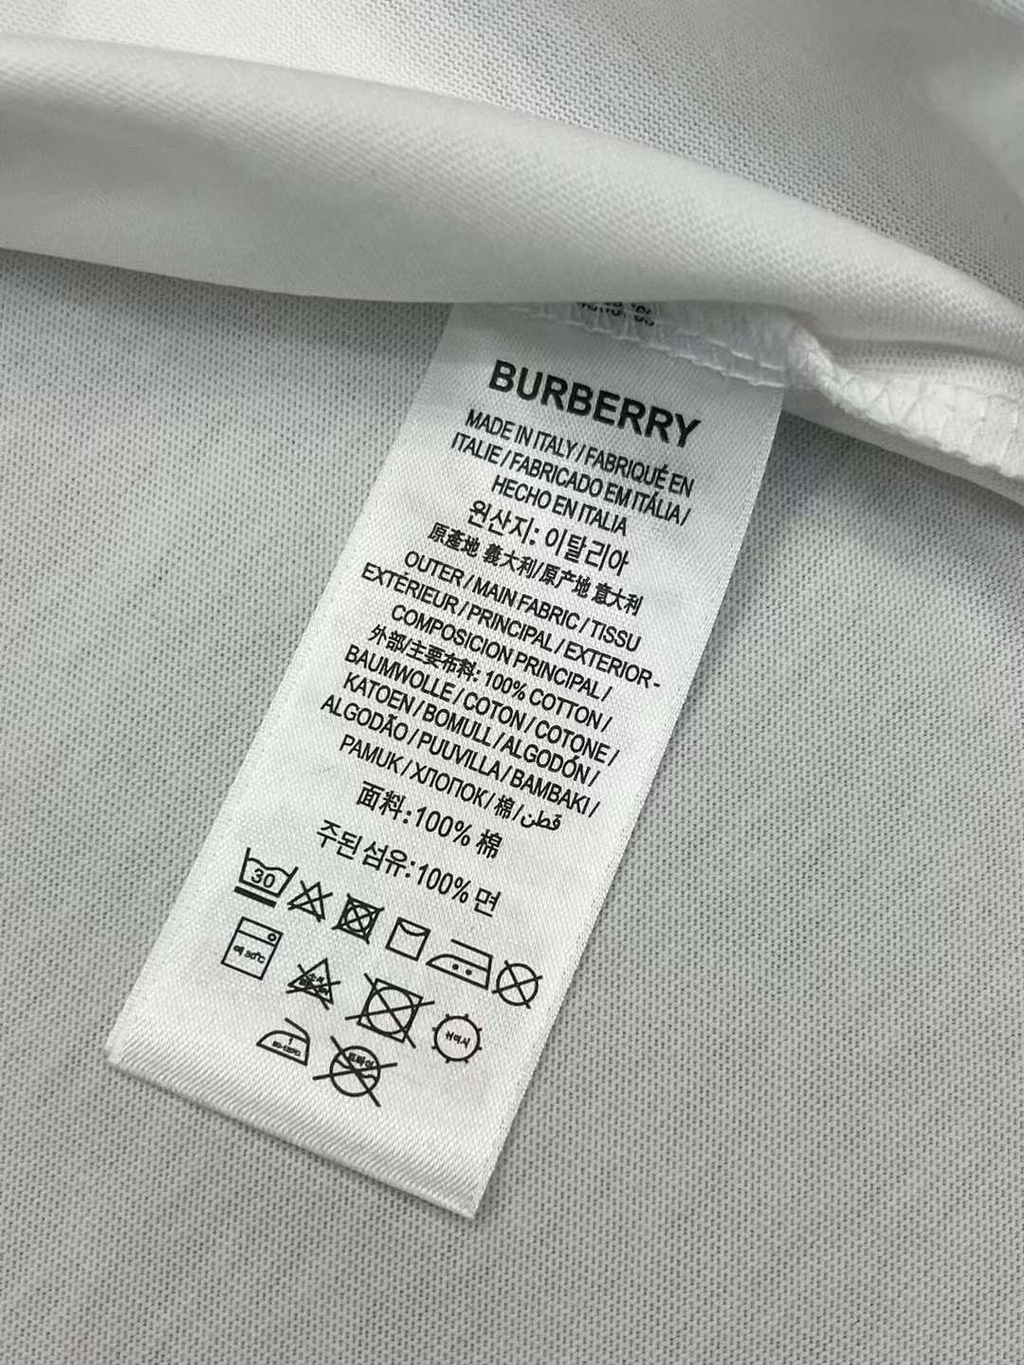 BURBERRY
MADE IN ITALY / FABRIQUÉ EN
ITALIE / FABRICADO EM ITÁLIA /
HECHO EN ITALIA
원산지: 이탈리아
原產地 義大利/原产地 意大利
OUTER / MAIN FABRIC / TISSU
EXTÉRIEUR / PRINCIPAL / EXTERIOR-
COMPOSICION PRINCIPAL /
外部/主要布料: 100% COTTON /
BAUMWOLLE / COTON / COTONE /
KATOEN / BOMULL / ALGODÓN /
ALGODÃO / PUUVILLA / BAMBAKI /
PAMUK / ХЛОПОК / 棉 / قطن
面料:100% 棉
주된 섬유:100% 면
30